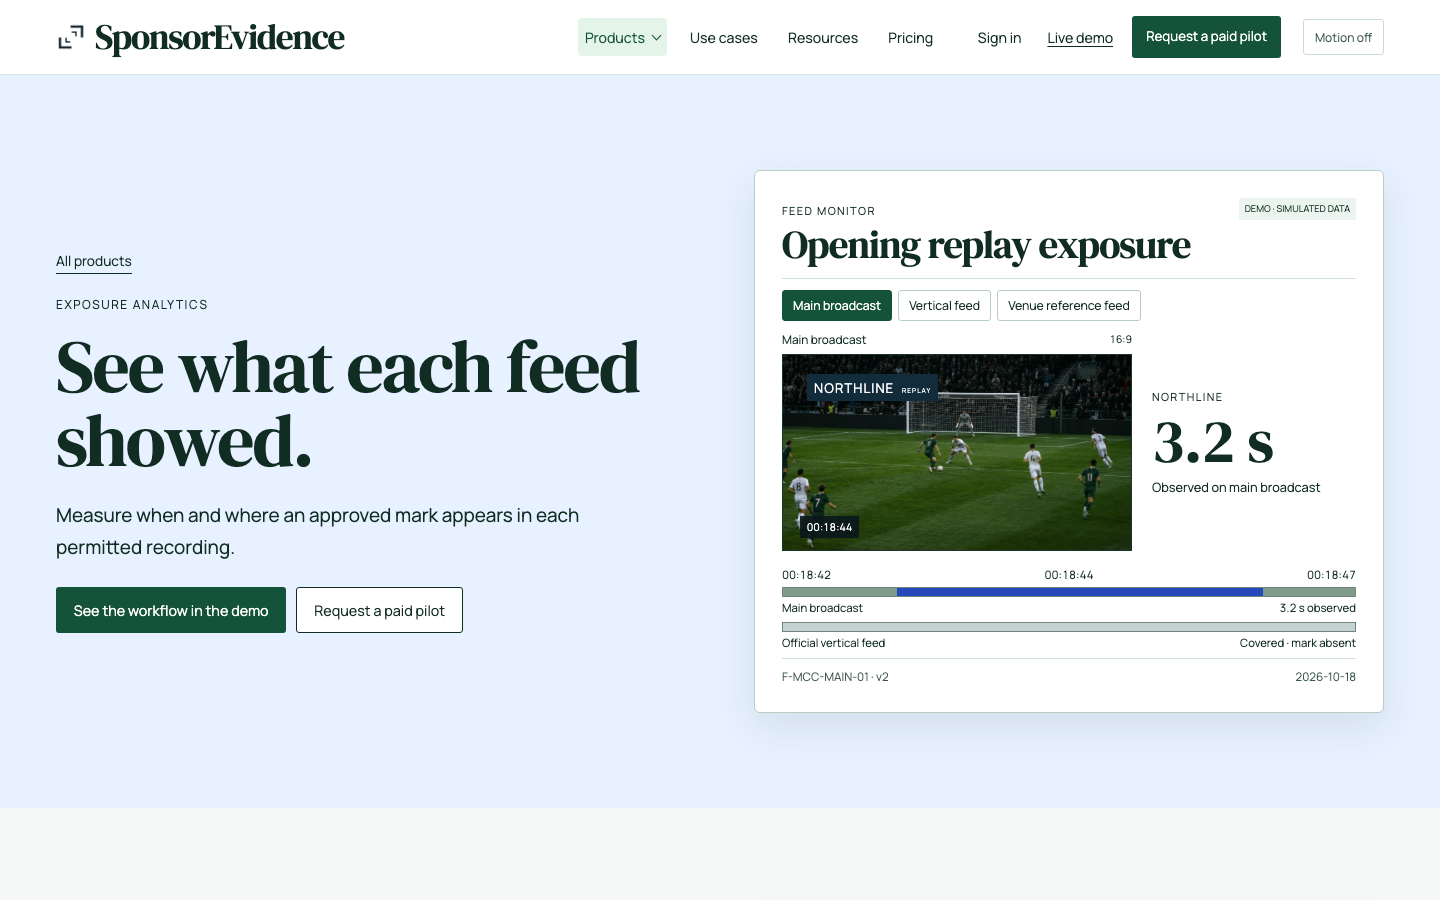 SponsorEvidence
Products
Use cases
Resources
Pricing
Sign in
Live demo
Request a paid pilot
Motion off
All products
EXPOSURE ANALYTICS
See what each feed
showed.
Measure when and where an approved mark appears in each
permitted recording.
See the workflow in the demo
Request a paid pilot
FEED MONITOR
DEMO · SIMULATED DATA
Opening replay exposure
Main broadcast
Vertical feed
Venue reference feed
Main broadcast
16:9
NORTHLINE REPLAY
8
7
11
00:18:44
NORTHLINE
3.2 s
Observed on main broadcast
00:18:42
00:18:44
00:18:47
Main broadcast
3.2 s observed
Official vertical feed
Covered · mark absent
F-MCC-MAIN-01 · v2
2026-10-18